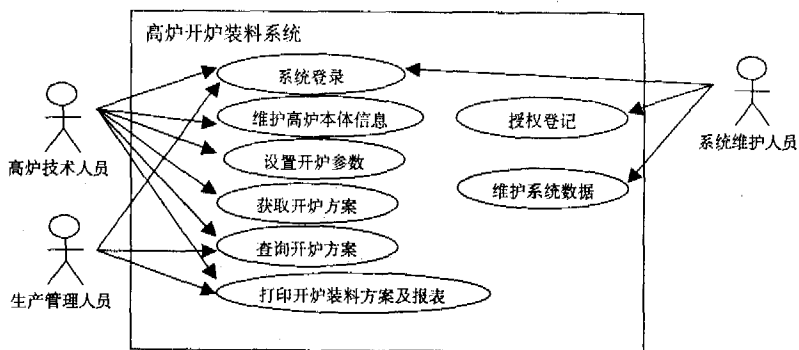 高炉开炉装料系统
系统登录
维护高炉本体信息
授权登记
系统维护人员
高炉技术人员
设置开炉参数
维护系统数据
获取开炉方案
查询开炉方案
生产管理人员
打印开炉装料方案及报表